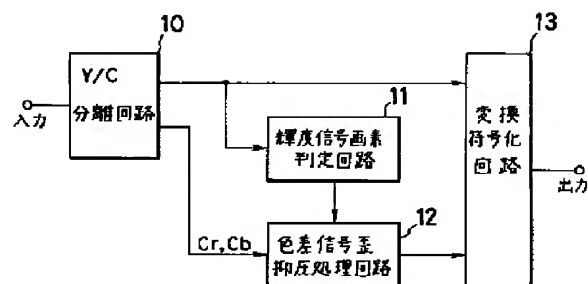 10
Y/C
分離回路
入力
11
輝度信号画素
判定回路
Cr,Cb
12
色差信号歪
抑圧処理回路
13
変換
符号化
回路
出力